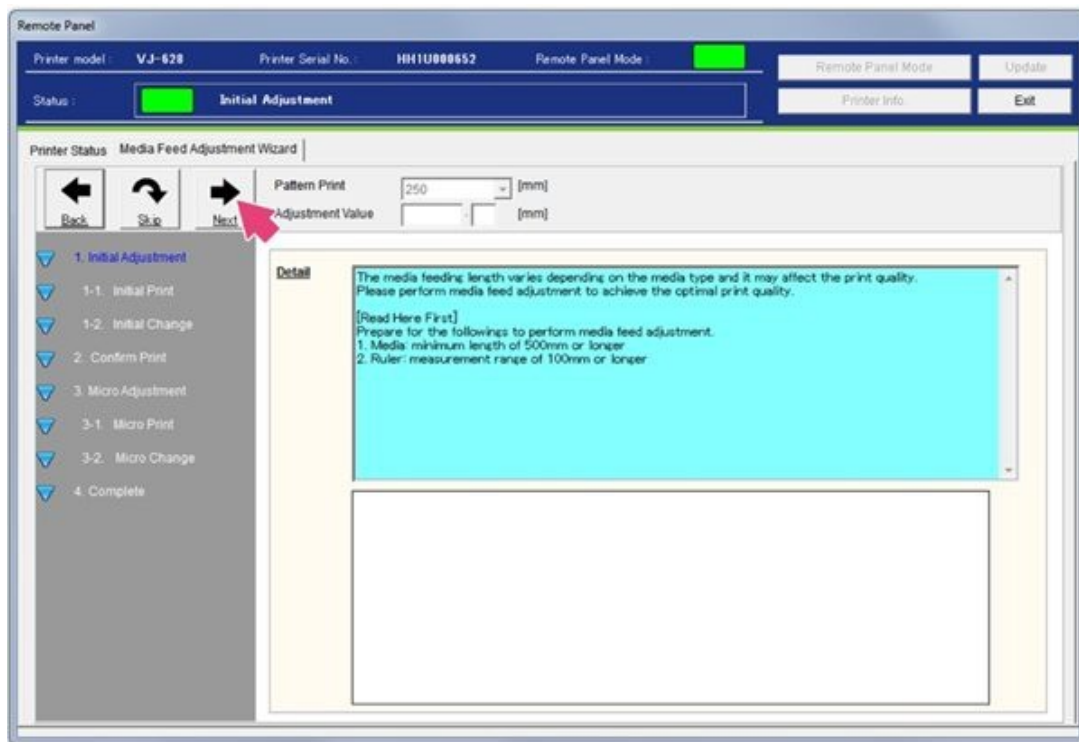 Remote Panel
Printer model : VJ-628 Printer Serial No. : HH1U000652 Remote Panel Mode : Remote Panel Mode Update
Status : Initial Adjustment Printer Info. Exit
Printer Status Media Feed Adjustment Wizard
Back Skip Next
Pattern Print 250 [mm]
Adjustment Value . [mm]
1. Initial Adjustment
1-1. Initial Print
1-2. Initial Change
2. Confirm Print
3. Micro Adjustment
3-1. Micro Print
3-2. Micro Change
4. Complete
Detail
The media feeding length varies depending on the media type and it may affect the print quality.
Please perform media feed adjustment to achieve the optimal print quality.
[Read Here First]
Prepare for the followings to perform media feed adjustment.
1. Media: minimum length of 500mm or longer
2. Ruler: measurement range of 100mm or longer